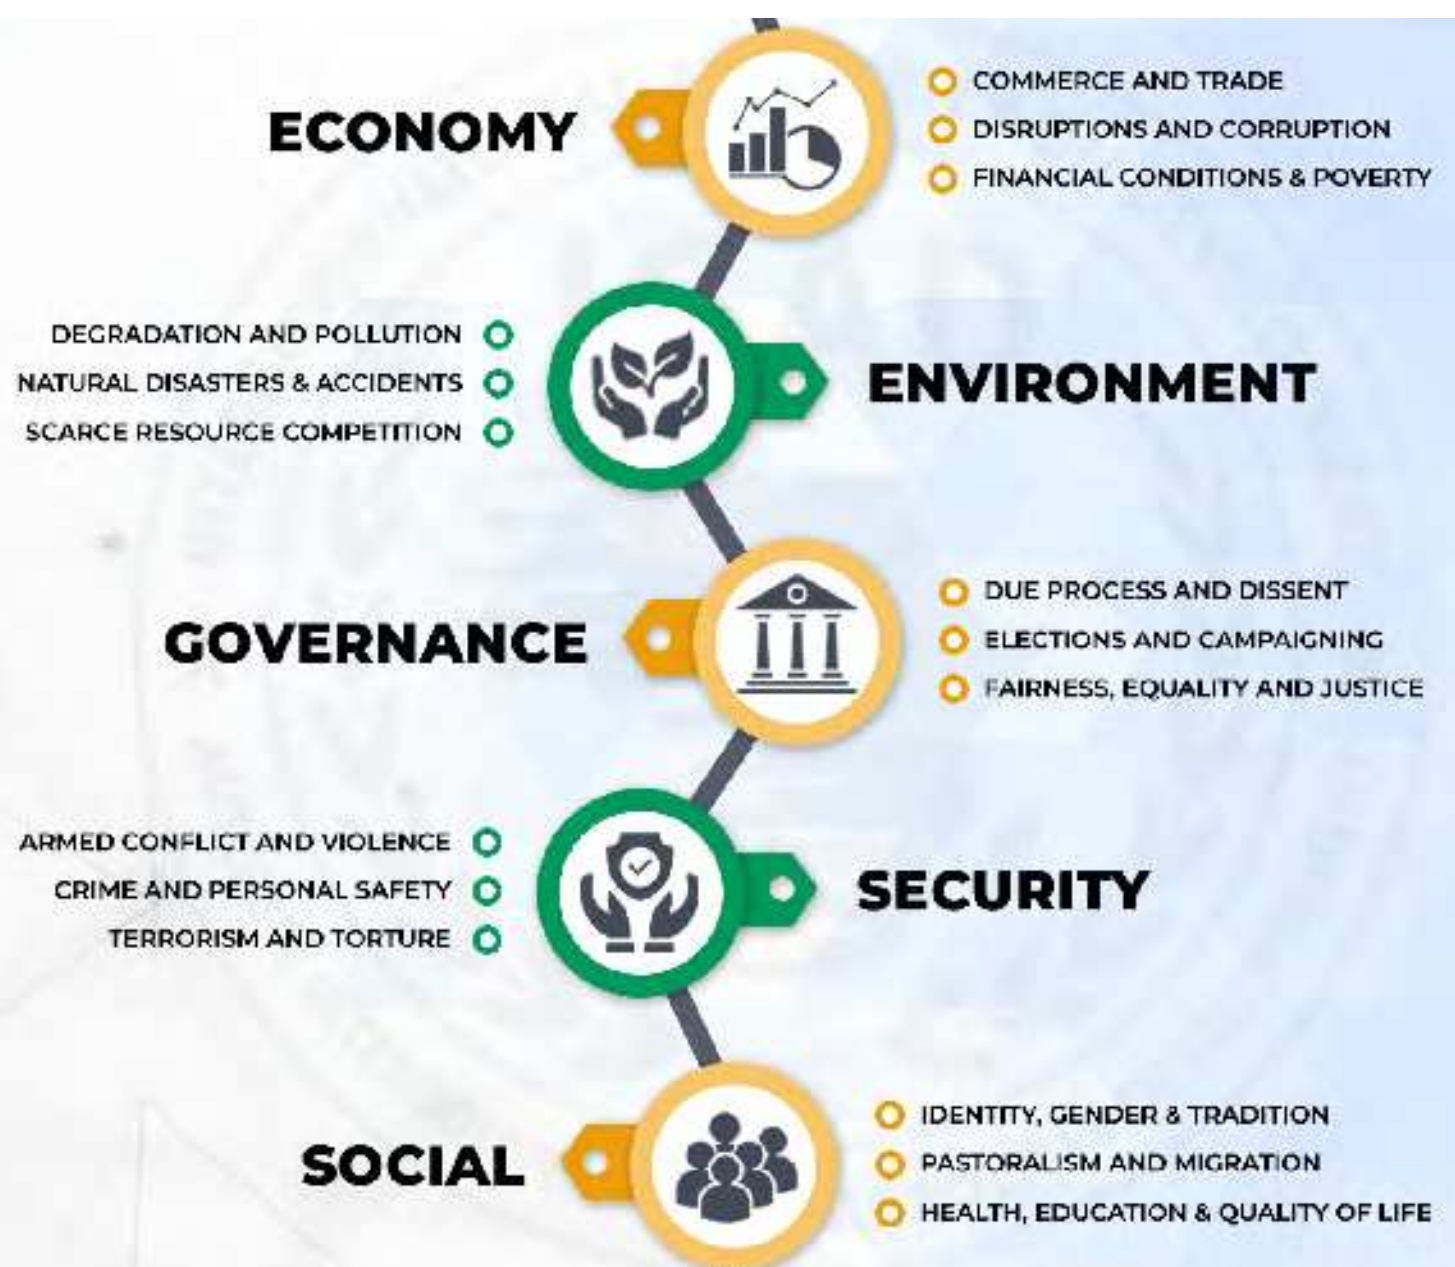 ECONOMY
COMMERCE AND TRADE
DISRUPTIONS AND CORRUPTION
FINANCIAL CONDITIONS & POVERTY
DEGRADATION AND POLLUTION
NATURAL DISASTERS & ACCIDENTS
SCARCE RESOURCE COMPETITION
ENVIRONMENT
GOVERNANCE
DUE PROCESS AND DISSENT
ELECTIONS AND CAMPAIGNING
FAIRNESS, EQUALITY AND JUSTICE
ARMED CONFLICT AND VIOLENCE
CRIME AND PERSONAL SAFETY
TERRORISM AND TORTURE
SECURITY
SOCIAL
IDENTITY, GENDER & TRADITION
PASTORALISM AND MIGRATION
HEALTH, EDUCATION & QUALITY OF LIFE